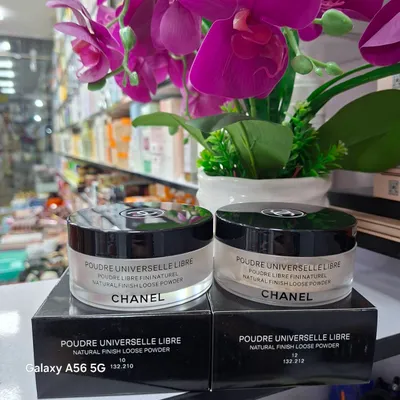 POUDRE UNIVERSELLE LIBRE
POUDRE LIBRE FINI NATUREL
NATURAL FINISH LOOSE POWDER
CHANEL
POUDRE UNIVERSELLE LIBRE
POUDRE LIBRE FINI NATUREL
NATURAL FINISH LOOSE POWDER
CHANEL
POUDRE UNIVERSELLE LIBRE
NATURAL FINISH LOOSE POWDER
10
132.210
POUDRE UNIVERSELLE LIBRE
NATURAL FINISH LOOSE POWDER
12
132.212
Galaxy A56 5G